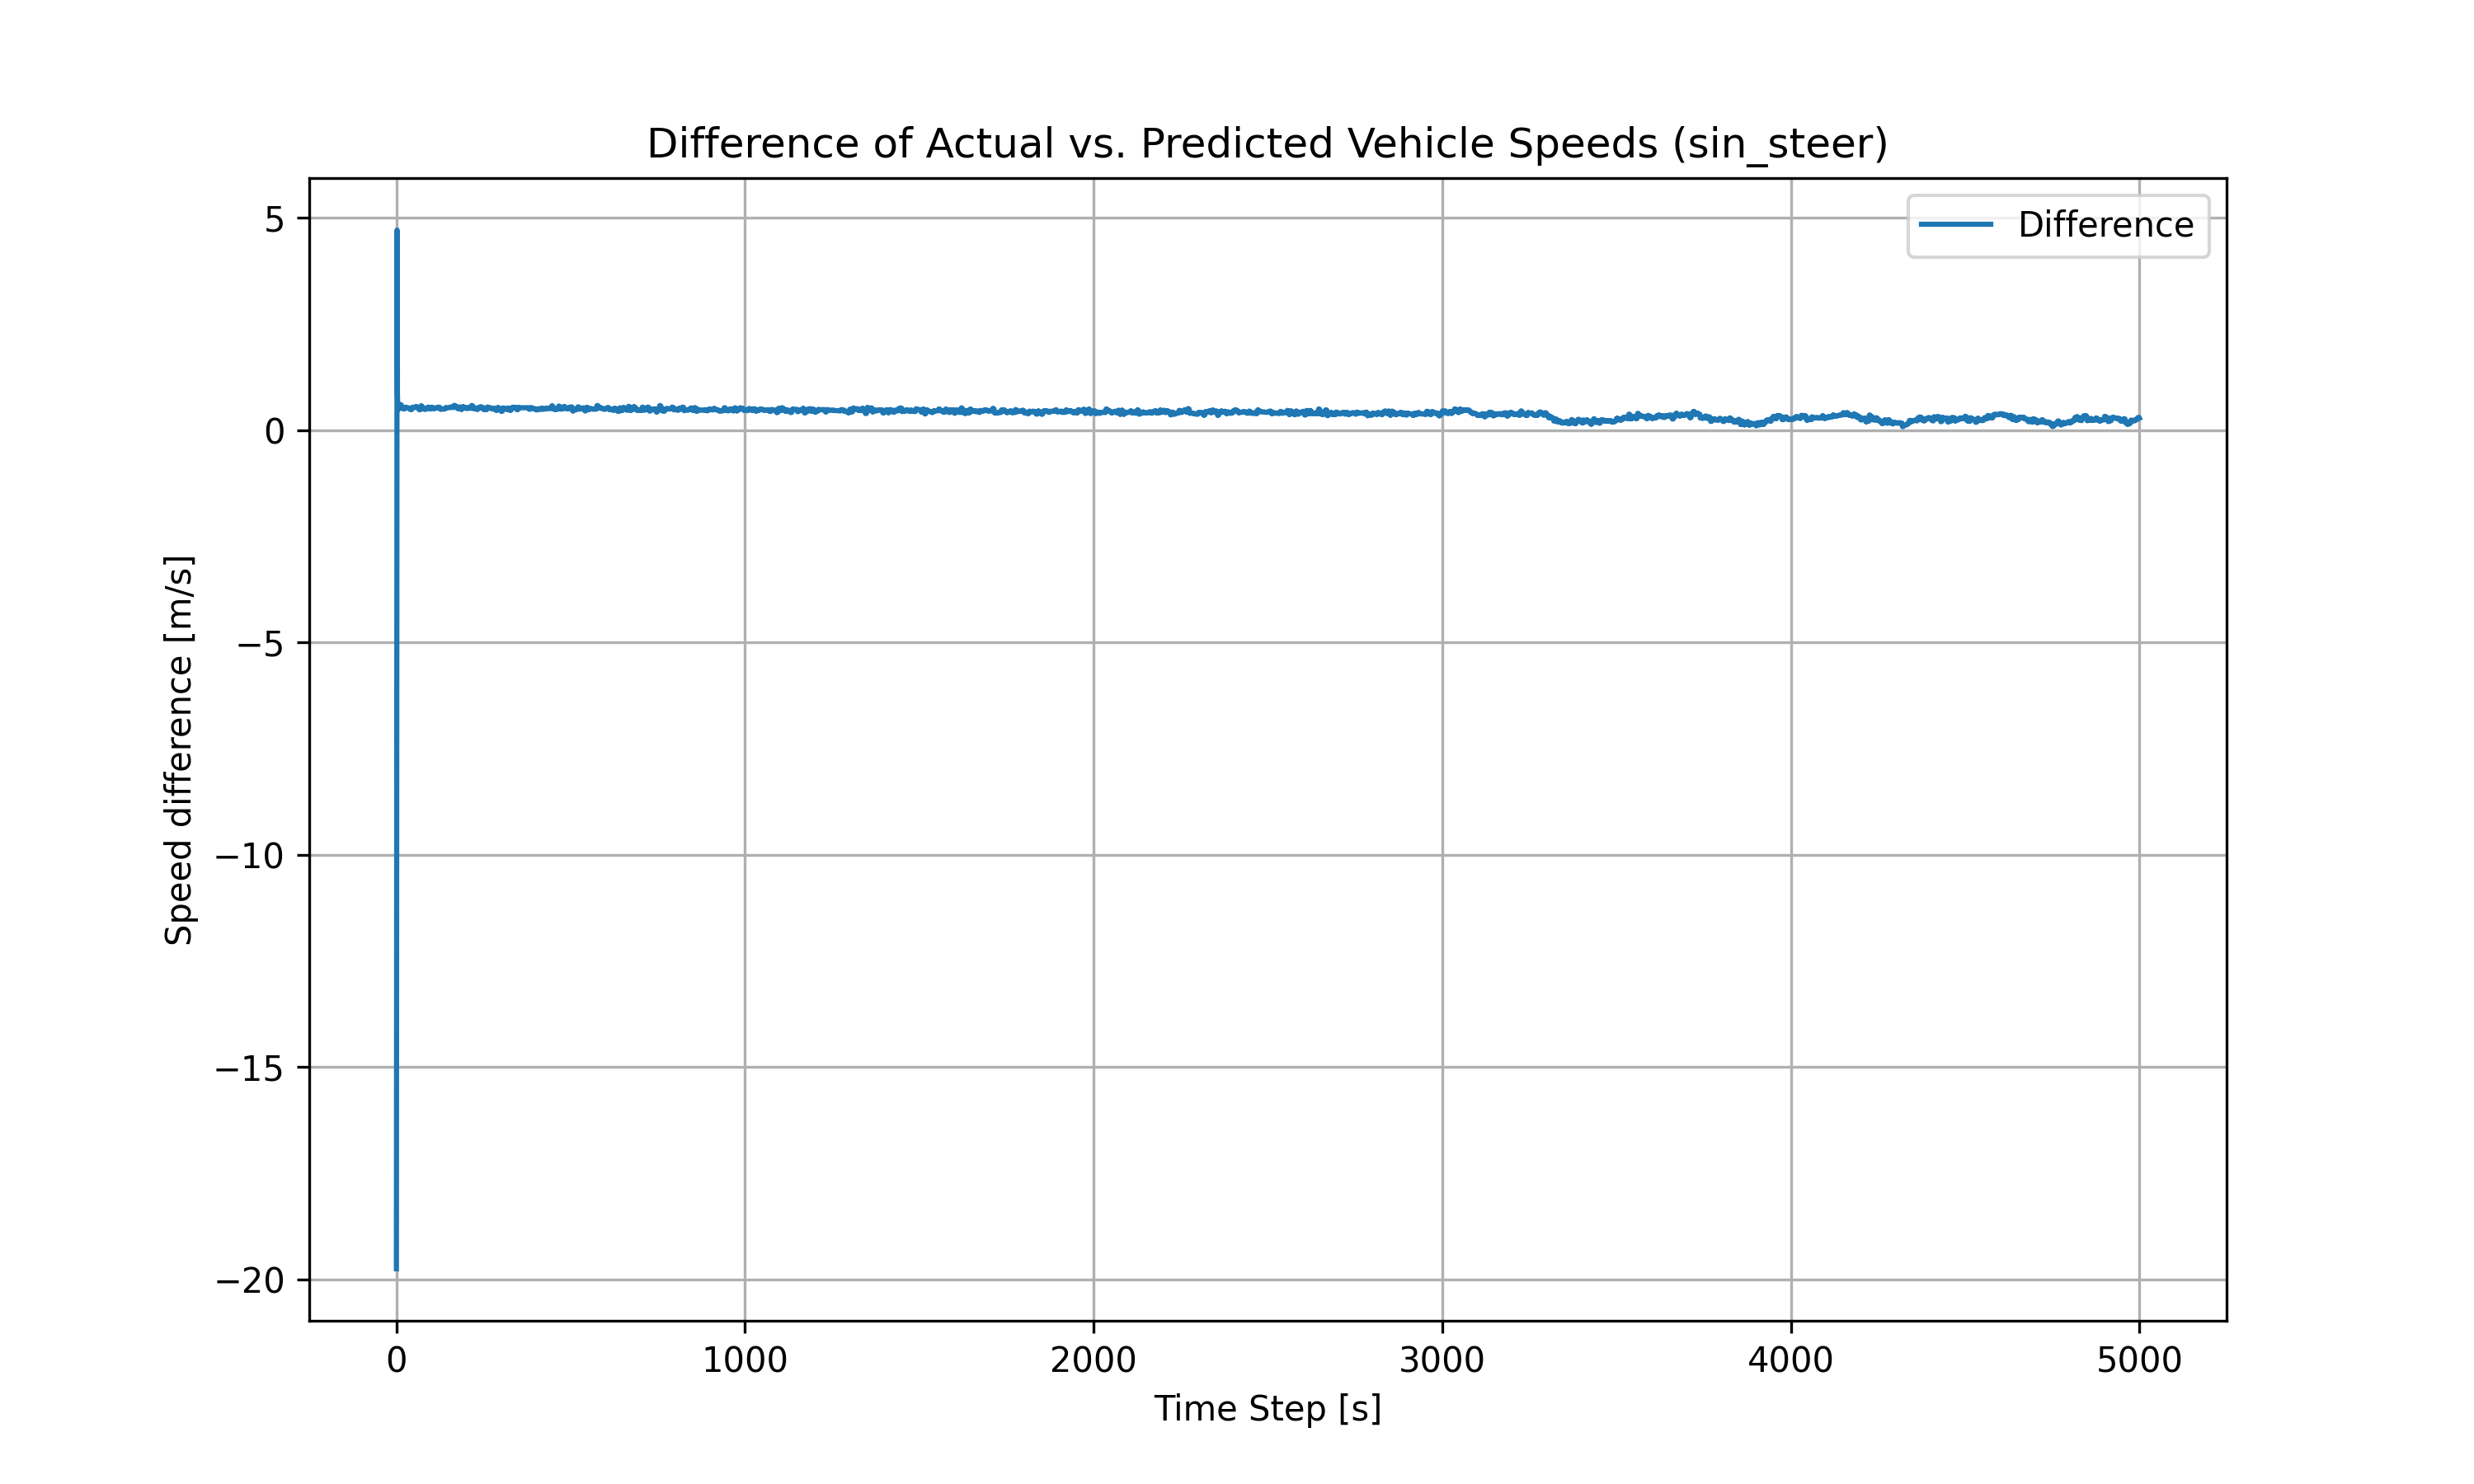 Difference of Actual vs. Predicted Vehicle Speeds (sin_steer)
Difference
5
0
−5
−10
−15
−20
Speed difference [m/s]
0 1000 2000 3000 4000 5000
Time Step [s]